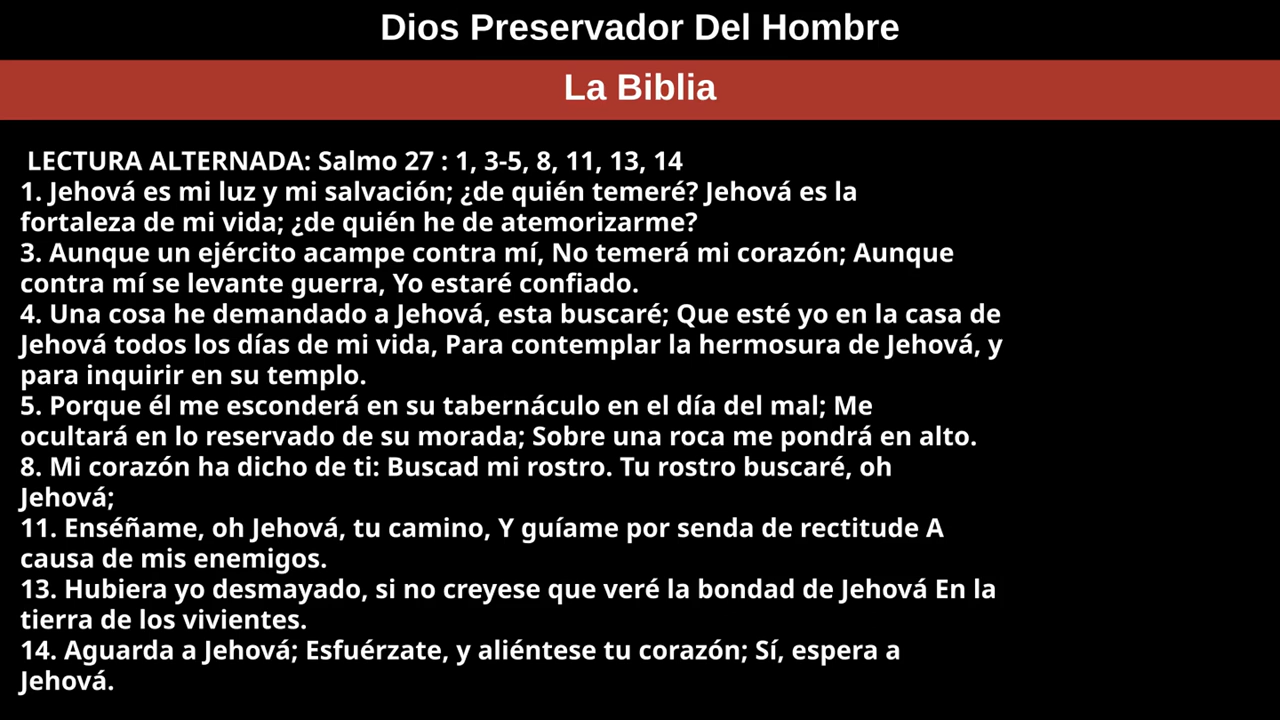 Dios Preservador Del Hombre
La Biblia
LECTURA ALTERNADA: Salmo 27 : 1, 3-5, 8, 11, 13, 14
1. Jehová es mi luz y mi salvación; ¿de quién temeré? Jehová es la
fortaleza de mi vida; ¿de quién he de atemorizarme?
3. Aunque un ejército acampe contra mí, No temerá mi corazón; Aunque
contra mí se levante guerra, Yo estaré confiado.
4. Una cosa he demandado a Jehová, esta buscaré; Que esté yo en la casa de
Jehová todos los días de mi vida, Para contemplar la hermosura de Jehová, y
para inquirir en su templo.
5. Porque él me esconderá en su tabernáculo en el día del mal; Me
ocultará en lo reservado de su morada; Sobre una roca me pondrá en alto.
8. Mi corazón ha dicho de ti: Buscad mi rostro. Tu rostro buscaré, oh
Jehová;
11. Enséñame, oh Jehová, tu camino, Y guíame por senda de rectitude A
causa de mis enemigos.
13. Hubiera yo desmayado, si no creyese que veré la bondad de Jehová En la
tierra de los vivientes.
14. Aguarda a Jehová; Esfuérzate, y aliéntese tu corazón; Sí, espera a
Jehová.